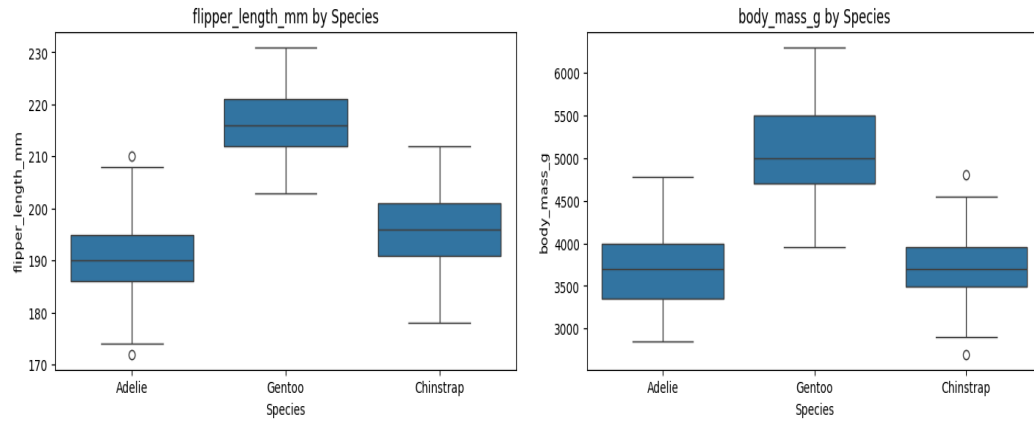 flipper_length_mm by Species
flipper_length_mm
230
220
210
200
190
180
170
Adelie
Gentoo
Chinstrap
Species
body_mass_g by Species
body_mass_g
6000
5500
5000
4500
4000
3500
3000
Adelie
Gentoo
Chinstrap
Species